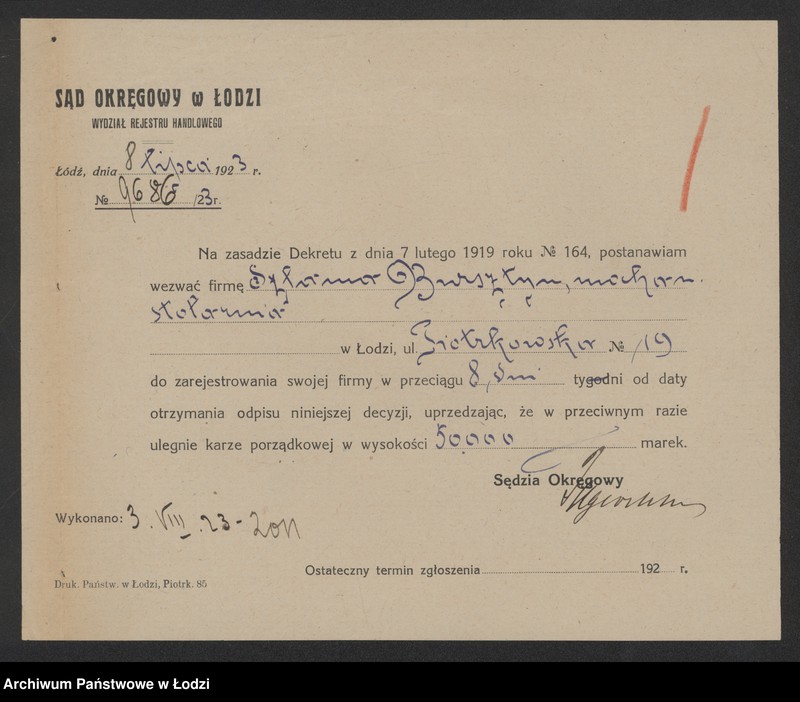 SĄD OKRĘGOWY w ŁODZI
WYDZIAŁ REJESTRU HANDLOWEGO
Łódź, dnia 8 lipca 1923 r.
№ 9686 /23 r.
Na zasadzie Dekretu z dnia 7 lutego 1919 roku № 164, postanawiam
wezwać firmę Szlama Bursztyn, mechan.
stolarnia
w Łodzi, ul. Piotrkowska № 19
do zarejestrowania swojej firmy w przeciągu 8 dni tygodni od daty
otrzymania odpisu niniejszej decyzji, uprzedzając, że w przeciwnym razie
ulegnie karze porządkowej w wysokości 50000 marek.
Sędzia Okręgowy
Wykonano: 3. VIII. 23 -
Ostateczny termin zgłoszenia 192 r.
Druk. Państw. w Łodzi, Piotrk. 85
Archiwum Państwowe w Łodzi